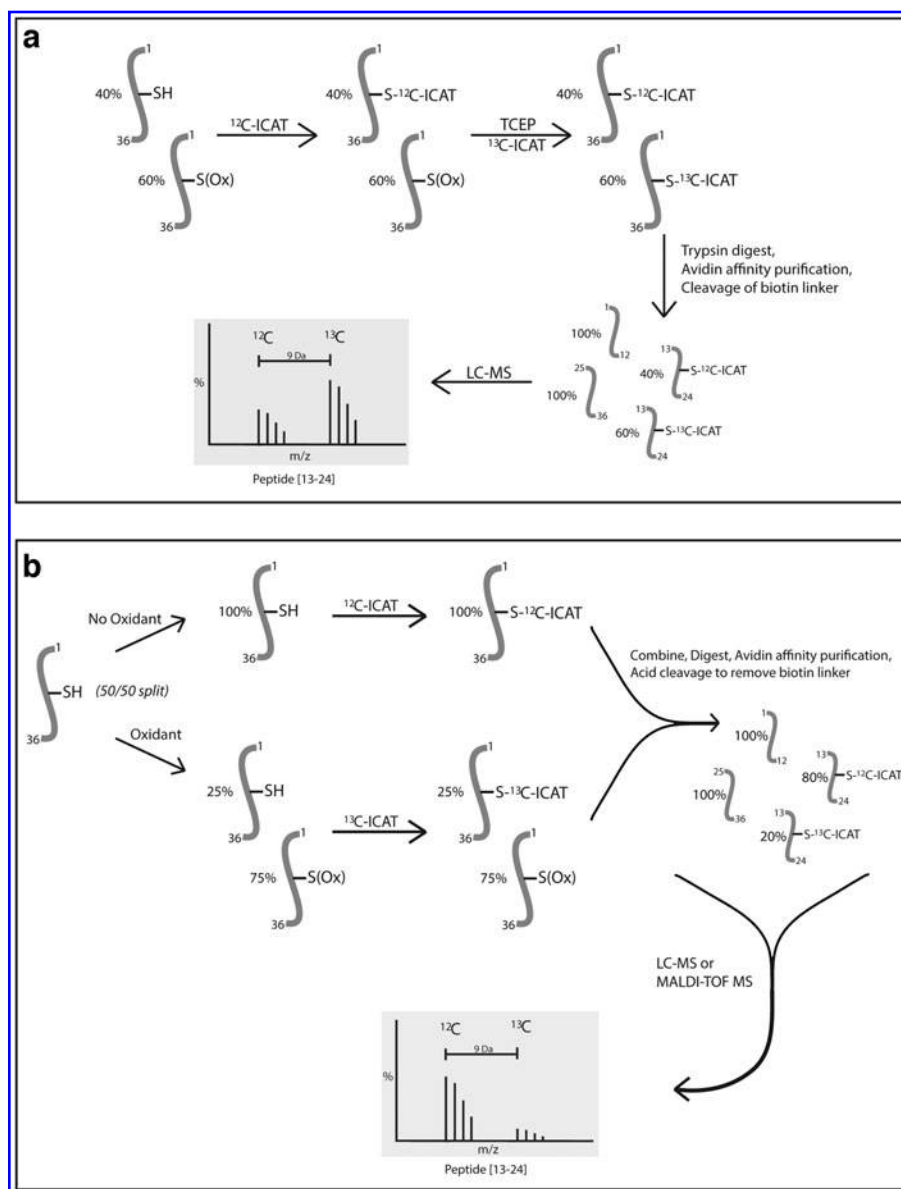 a
1
40%
SH
36
1
60%
S(Ox)
36
¹²C-ICAT
1
40%
S-¹²C-ICAT
36
1
60%
S(Ox)
36
TCEP
¹³C-ICAT
1
40%
S-¹²C-ICAT
36
1
60%
S-¹³C-ICAT
36
Trypsin digest,
Avidin affinity purification,
Cleavage of biotin linker
1
100%
12
13
40%
S-¹²C-ICAT
24
25
100%
36
13
60%
S-¹³C-ICAT
24
LC-MS
¹²C
¹³C
9 Da
%
m/z
Peptide [13-24]
b
1
SH
(50/50 split)
36
No Oxidant
Oxidant
1
100%
SH
36
¹²C-ICAT
1
100%
S-¹²C-ICAT
36
1
25%
SH
36
1
75%
S(Ox)
36
¹³C-ICAT
1
25%
S-¹³C-ICAT
36
1
75%
S(Ox)
36
Combine, Digest, Avidin affinity purification,
Acid cleavage to remove biotin linker
1
100%
12
13
80%
S-¹²C-ICAT
24
25
100%
36
13
20%
S-¹³C-ICAT
24
LC-MS or
MALDI-TOF MS
¹²C
¹³C
9 Da
%
m/z
Peptide [13-24]